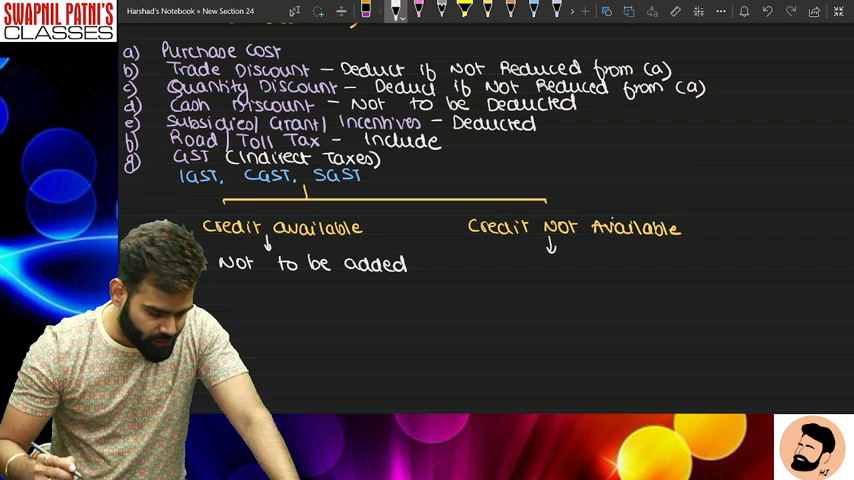 SWAPNIL PATNI'S
CLASSES
Harshad's Notebook » New Section 24
a) Purchase cost
b) Trade Discount - Deduct if Not Reduced from (a)
c) Quantity Discount - Deduct if Not Reduced from (a)
d) Cash Discount - Not to be Deducted
e) Subsidies/ Grant/ Incentives - Deducted
f) Road/ Toll Tax - Include
g) GST (Indirect Taxes)
IGST, CGST, SGST
Credit available
Credit Not Available
Not to be added
HS